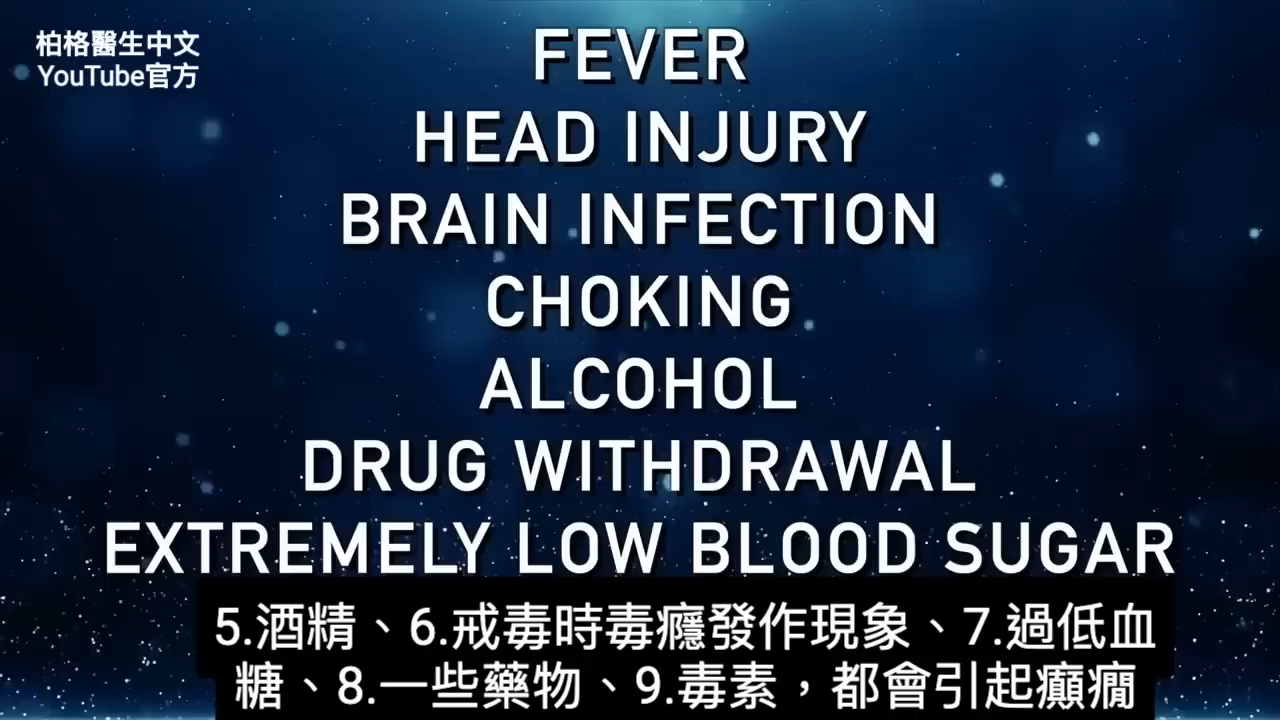 柏格醫生中文
YouTube官方
FEVER
HEAD INJURY
BRAIN INFECTION
CHOKING
ALCOHOL
DRUG WITHDRAWAL
EXTREMELY LOW BLOOD SUGAR
5.酒精、6.戒毒時毒癮發作現象、7.過低血
糖、8.一些藥物、9.毒素，都會引起癲癇